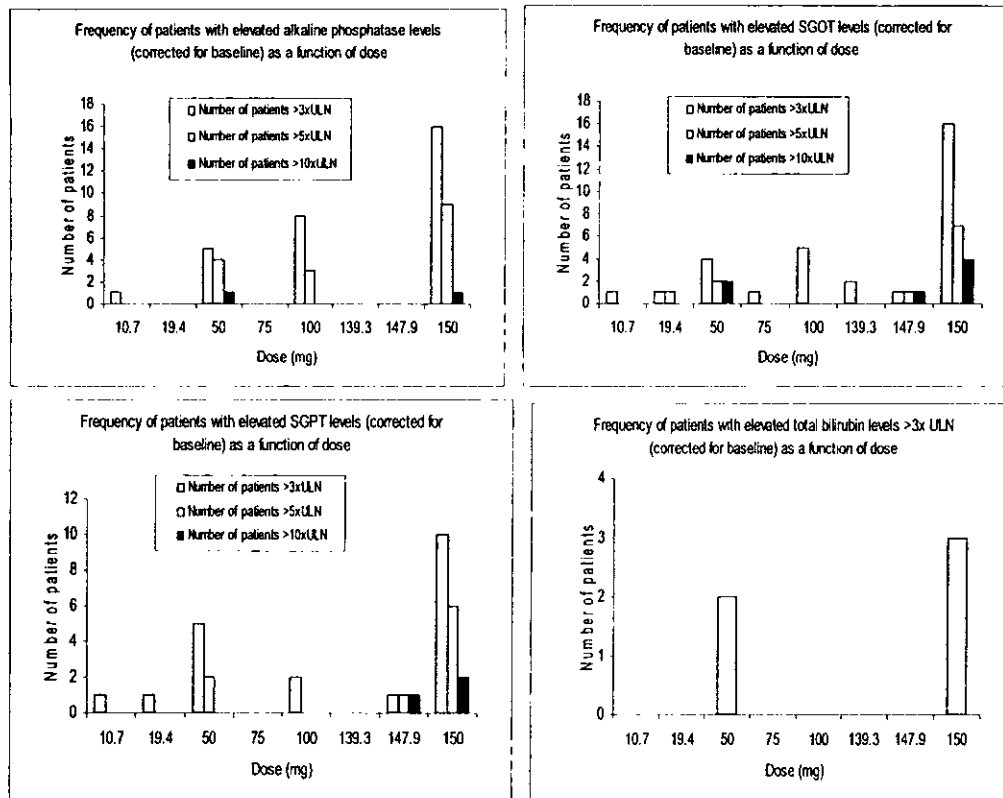 Frequency of patients with elevated alkaline phosphatase levels
(corrected for baseline) as a function of dose
Number of patients >3xULN
Number of patients >5xULN
Number of patients >10xULN
Number of patients
18
16
14
12
10
8
6
4
2
0
10.7 19.4 50 75 100 139.3 147.9 150
Dose (mg)
Frequency of patients with elevated SGOT levels (corrected for
baseline) as a function of dose
Number of patients >3xULN
Number of patients >5xULN
Number of patients >10xULN
Number of patients
18
16
14
12
10
8
6
4
2
0
10.7 19.4 50 75 100 139.3 147.9 150
Dose (mg)
Frequency of patients with elevated SGPT levels (corrected for
baseline) as a function of dose
Number of patients >3xULN
Number of patients >5xULN
Number of patients >10xULN
Number of patients
12
10
8
6
4
2
0
10.7 19.4 50 75 100 139.3 147.9 150
Dose (mg)
Frequency of patients with elevated total bilirubin levels >3x ULN
(corrected for baseline) as a function of dose
Number of patients
4
3
2
1
0
10.7 19.4 50 75 100 139.3 147.9 150
Dose (mg)